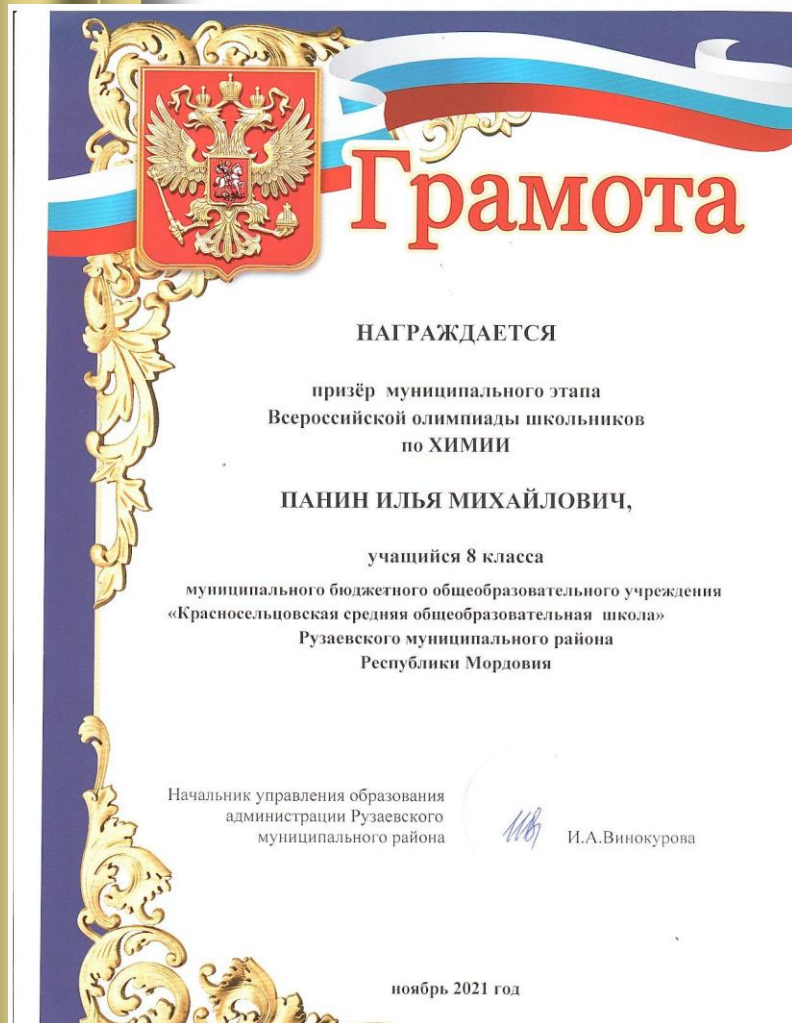 Грамота
НАГРАЖДАЕТСЯ
призёр муниципального этапа
Всероссийской олимпиады школьников
по ХИМИИ
ПАНИН ИЛЬЯ МИХАЙЛОВИЧ,
учащийся 8 класса
муниципального бюджетного общеобразовательного учреждения
«Красносельцовская средняя общеобразовательная школа»
Рузаевского муниципального района
Республики Мордовия
Начальник управления образования
администрации Рузаевского
муниципального района И.А.Винокурова
ноябрь 2021 год